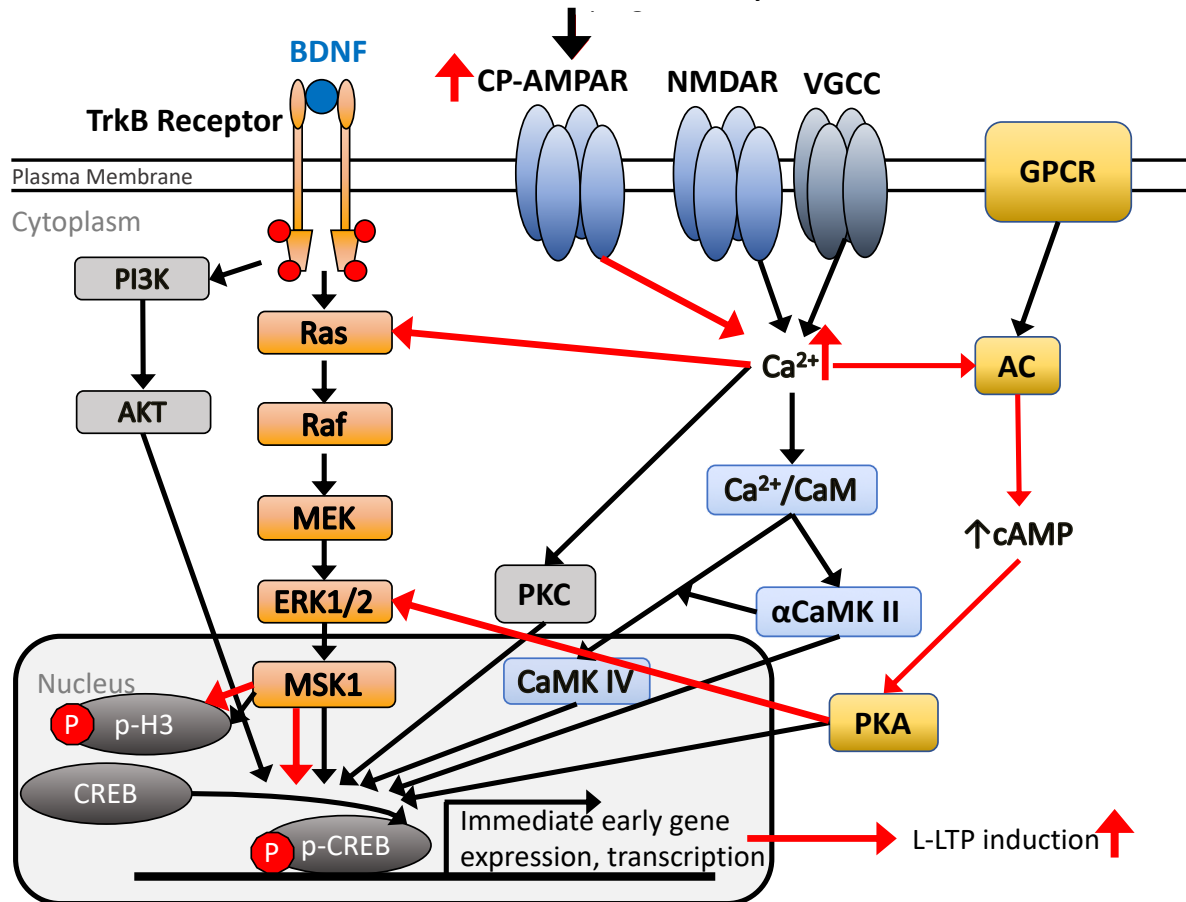 BDNF
CP-AMPAR
NMDAR
VGCC
TrkB Receptor
GPCR
Plasma Membrane
Cytoplasm
PI3K
Ras
Ca²⁺
AC
AKT
Raf
Ca²⁺/CaM
MEK
↑cAMP
PKC
ERK1/2
αCaMK II
Nucleus
MSK1
CaMK IV
P
p-H3
PKA
CREB
Immediate early gene
expression, transcription
L-LTP induction
P
p-CREB